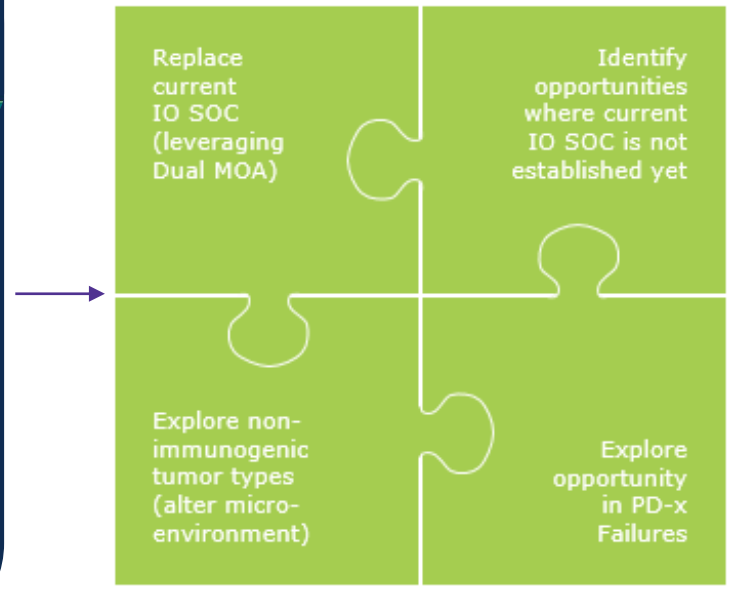 Replace
current
IO SOC
(leveraging
Dual MOA)
Identify
opportunities
where current
IO SOC is not
established yet
Explore non-
immunogenic
tumor types
(alter micro-
environment)
Explore
opportunity
in PD-x
Failures